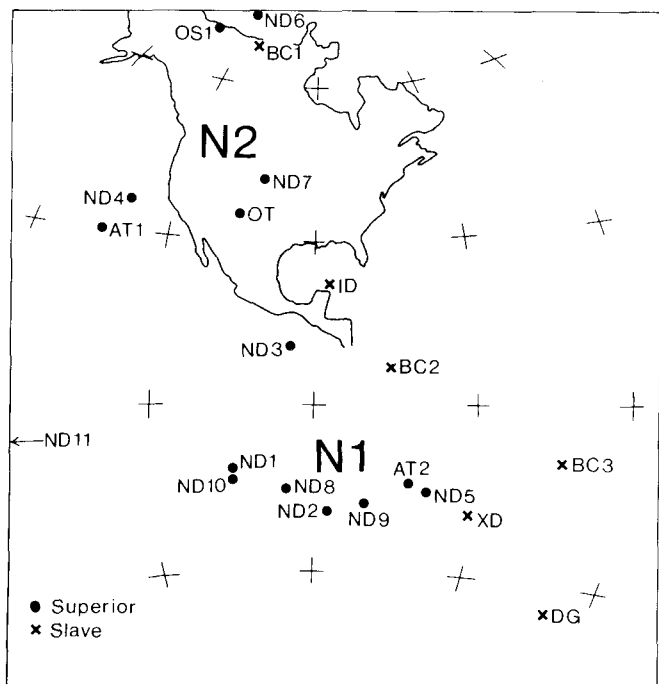 ND6
OS1
BC1
N2
ND7
ND4
OT
AT1
ID
ND3
BC2
ND11
N1
ND1
BC3
AT2
ND10
ND8
ND5
ND2
ND9
XD
Superior
DG
Slave